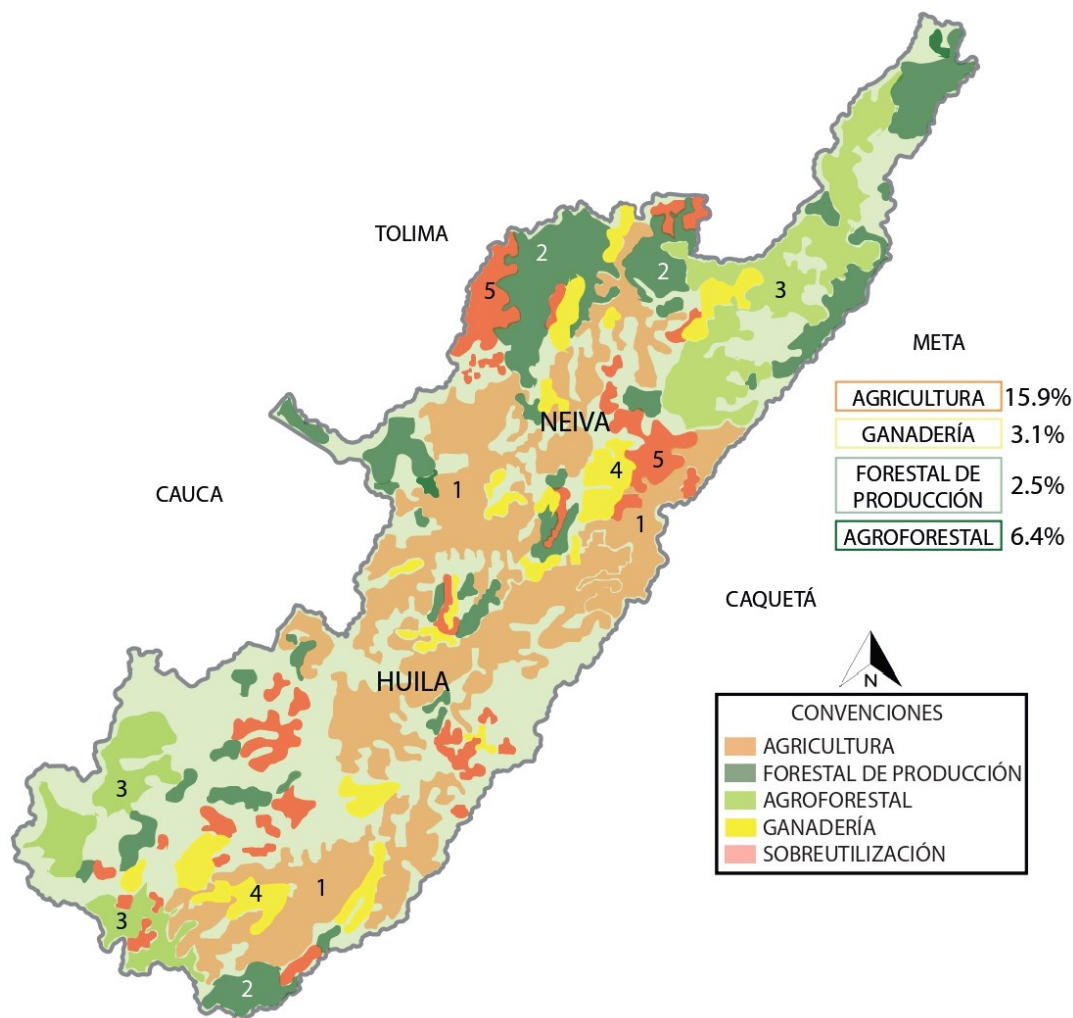 TOLIMA
2
2
5
3
META
AGRICULTURA 15.9%
NEIVA
GANADERÍA 3.1%
4
5
FORESTAL DE
PRODUCCIÓN 2.5%
CAUCA
1
1
AGROFORESTAL 6.4%
CAQUETÁ
N
HUILA
CONVENCIONES
AGRICULTURA
FORESTAL DE PRODUCCIÓN
AGROFORESTAL
GANADERÍA
SOBREUTILIZACIÓN
3
1
4
3
2